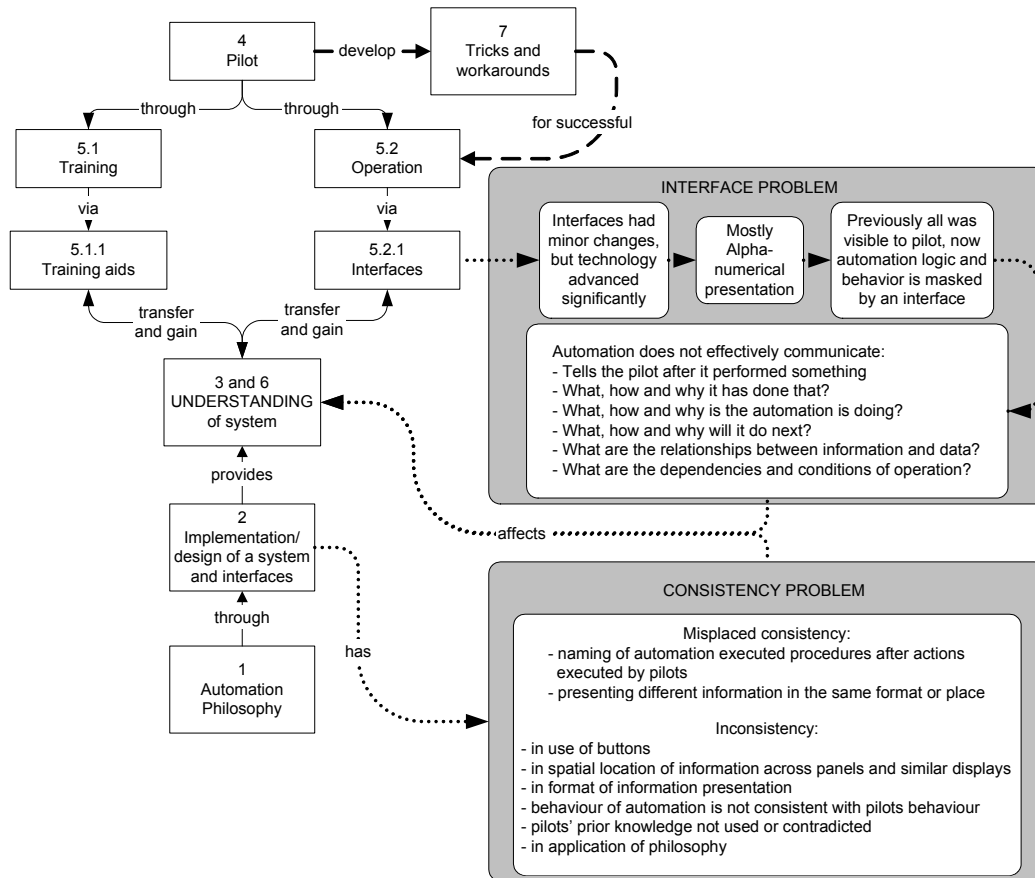 4
Pilot
develop
7
Tricks and
workarounds
through
through
for successful
5.1
Training
5.2
Operation
via
via
5.1.1
Training aids
5.2.1
Interfaces
transfer
and gain
transfer
and gain
3 and 6
UNDERSTANDING
of system
provides
2
Implementation/
design of a system
and interfaces
through
1
Automation
Philosophy
has
affects
INTERFACE PROBLEM
Interfaces had
minor changes,
but technology
advanced
significantly
Mostly
Alpha-
numerical
presentation
Previously all was
visible to pilot, now
automation logic and
behavior is masked
by an interface
Automation does not effectively communicate:
- Tells the pilot after it performed something
- What, how and why it has done that?
- What, how and why is the automation is doing?
- What, how and why will it do next?
- What are the relationships between information and data?
- What are the dependencies and conditions of operation?
CONSISTENCY PROBLEM
Misplaced consistency:
- naming of automation executed procedures after actions
executed by pilots
- presenting different information in the same format or place
Inconsistency:
- in use of buttons
- in spatial location of information across panels and similar displays
- in format of information presentation
- behaviour of automation is not consistent with pilots behaviour
- pilots' prior knowledge not used or contradicted
- in application of philosophy